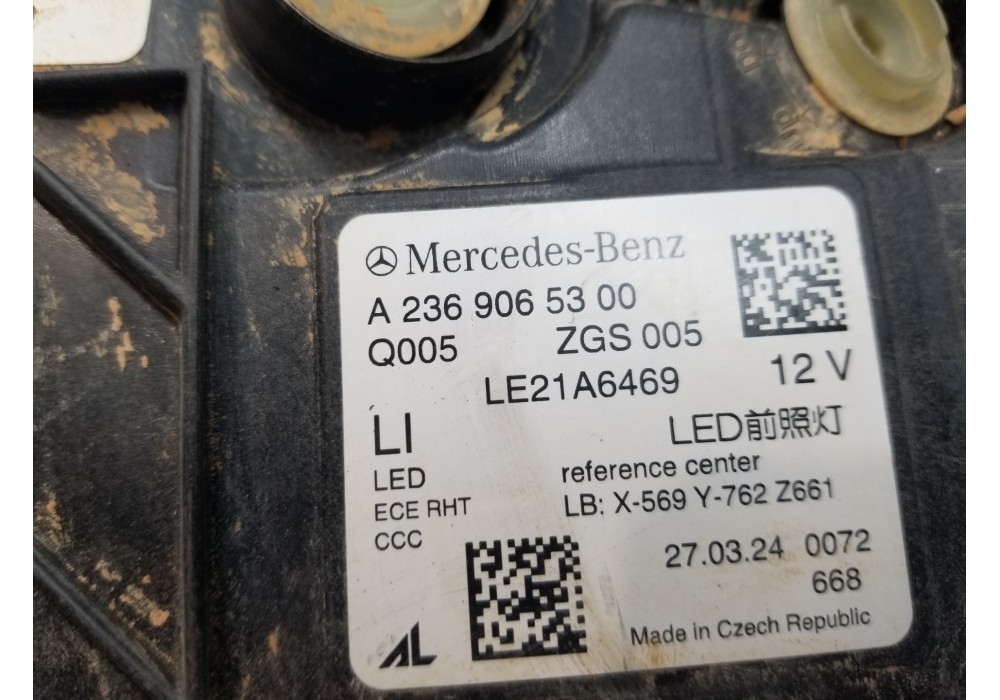 Mercedes-Benz
A 236 906 53 00
Q005 ZGS 005
LE21A6469 12 V
LI LED前照灯
LED reference center
ECE RHT LB: X-569 Y-762 Z661
CCC
27.03.24 0072
668
AL Made in Czech Republic